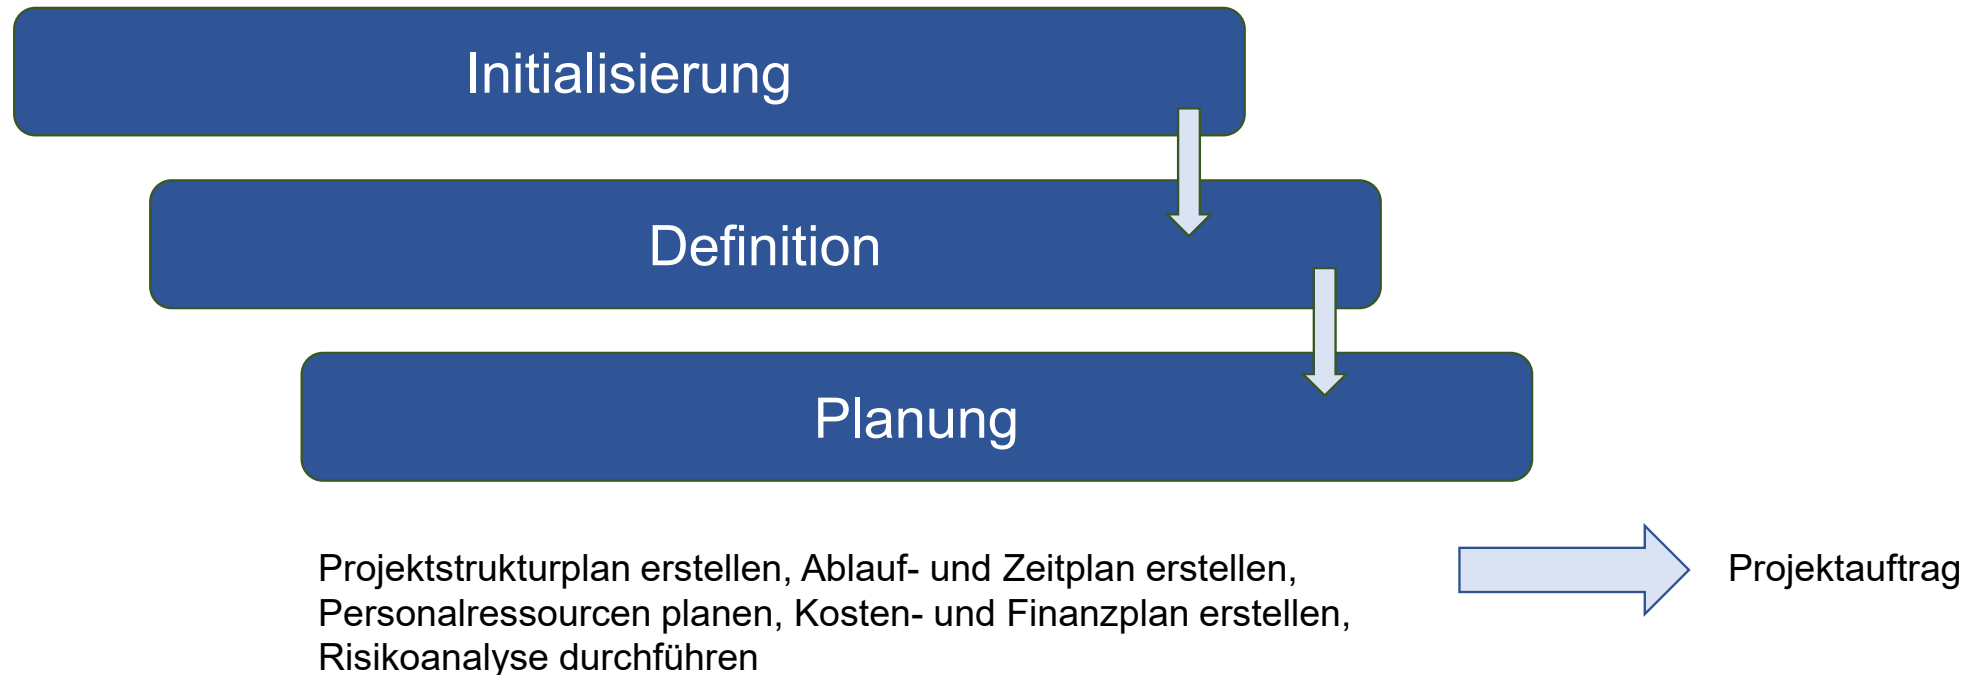 Initialisierung
Definition
Planung
Projektstrukturplan erstellen, Ablauf- und Zeitplan erstellen,
Personalressourcen planen, Kosten- und Finanzplan erstellen,
Risikoanalyse durchführen
Projektauftrag